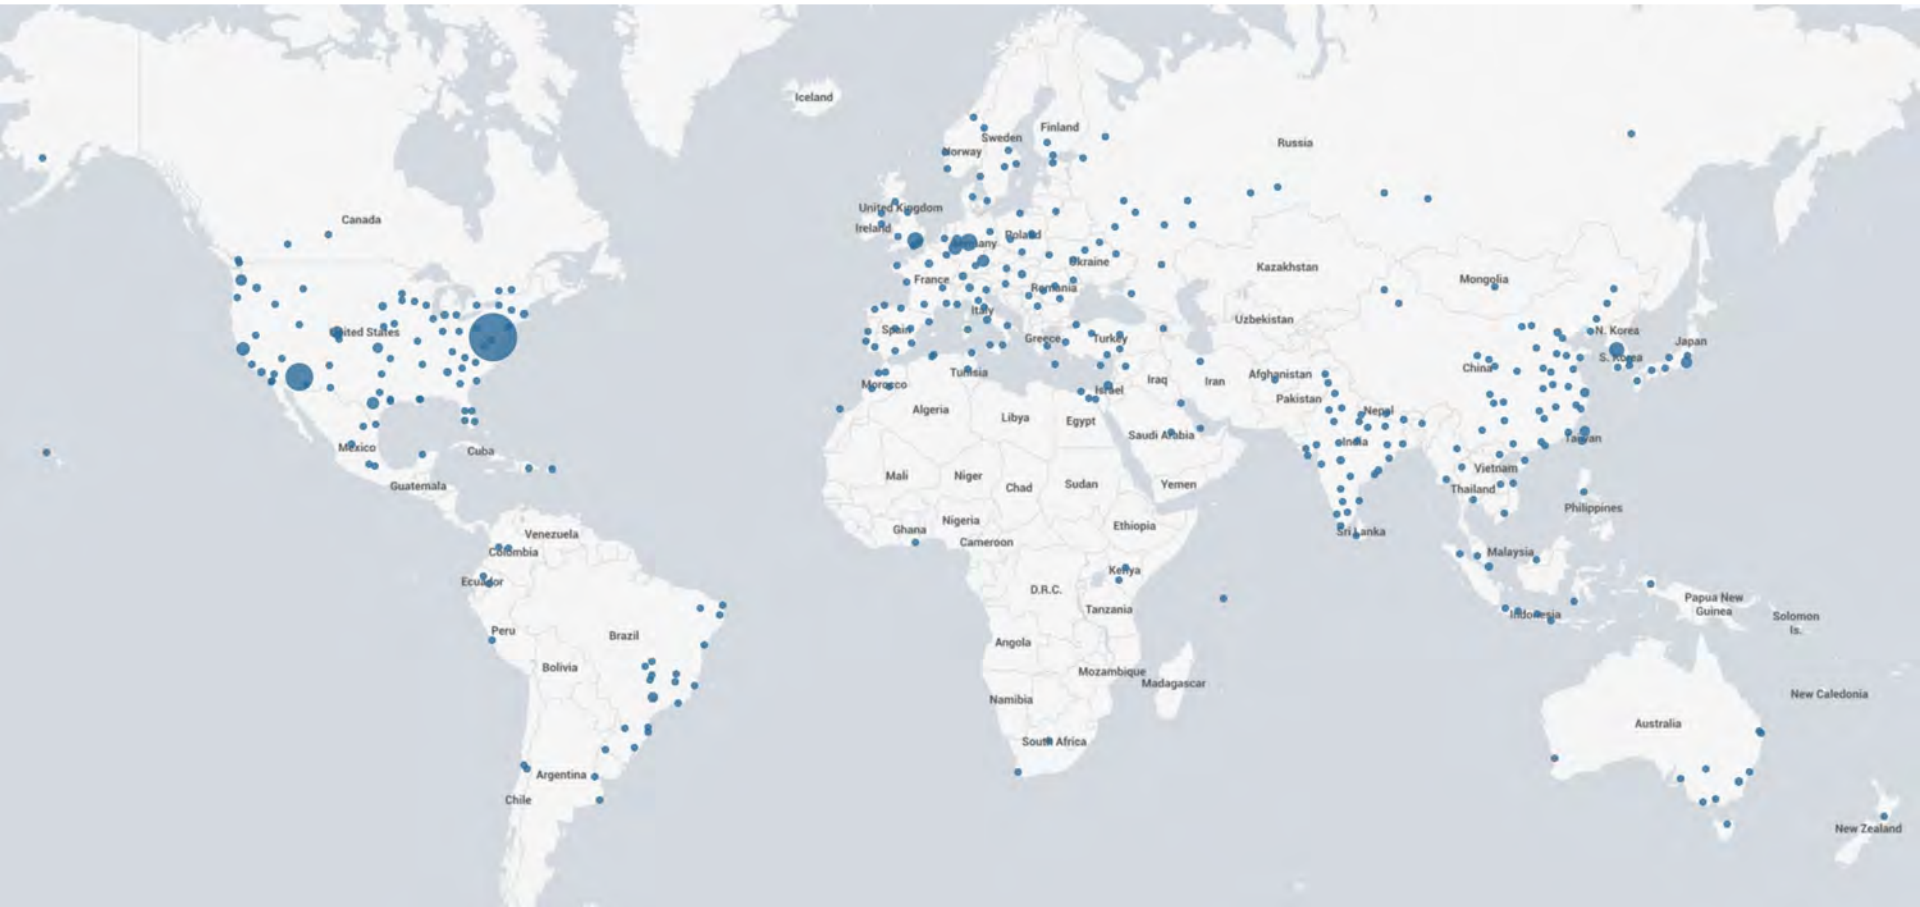 Iceland
Finland
Sweden
Russia
Norway
United Kingdom
Canada
Ireland
Poland
Germany
Ukraine
Kazakhstan
Mongolia
France
Romania
Italy
Uzbekistan
United States
Spain
N. Korea
Greece
Turkey
Japan
S. Korea
China
Tunisia
Afghanistan
Iraq
Iran
Morocco
Israel
Pakistan
Algeria
Nepal
Libya
Egypt
Saudi Arabia
India
Taiwan
Mexico
Cuba
Vietnam
Mali
Niger
Chad
Sudan
Yemen
Guatemala
Thailand
Philippines
Nigeria
Ghana
Ethiopia
Venezuela
Sri Lanka
Cameroon
Colombia
Malaysia
Kenya
Ecuador
D.R.C.
Papua New
Guinea
Tanzania
Indonesia
Solomon
Is.
Peru
Brazil
Angola
Bolivia
Mozambique
Madagascar
New Caledonia
Namibia
Australia
South Africa
Argentina
Chile
New Zealand